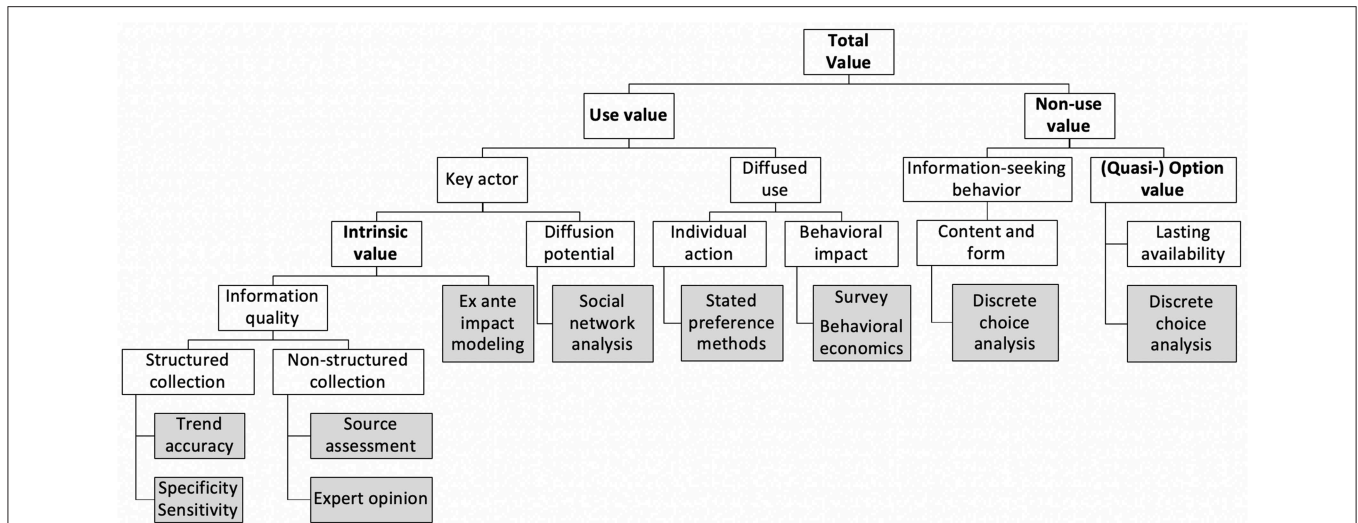 Total
Value
Use value
Non-use
value
Key actor
Diffused
use
Information-seeking
behavior
(Quasi-) Option
value
Intrinsic
value
Diffusion
potential
Individual
action
Behavioral
impact
Content and
form
Lasting
availability
Information
quality
Ex ante
impact
modeling
Social
network
analysis
Stated
preference
methods
Survey
Behavioral
economics
Discrete
choice
analysis
Discrete
choice
analysis
Structured
collection
Non-structured
collection
Trend
accuracy
Source
assessment
Specificity
Sensitivity
Expert opinion